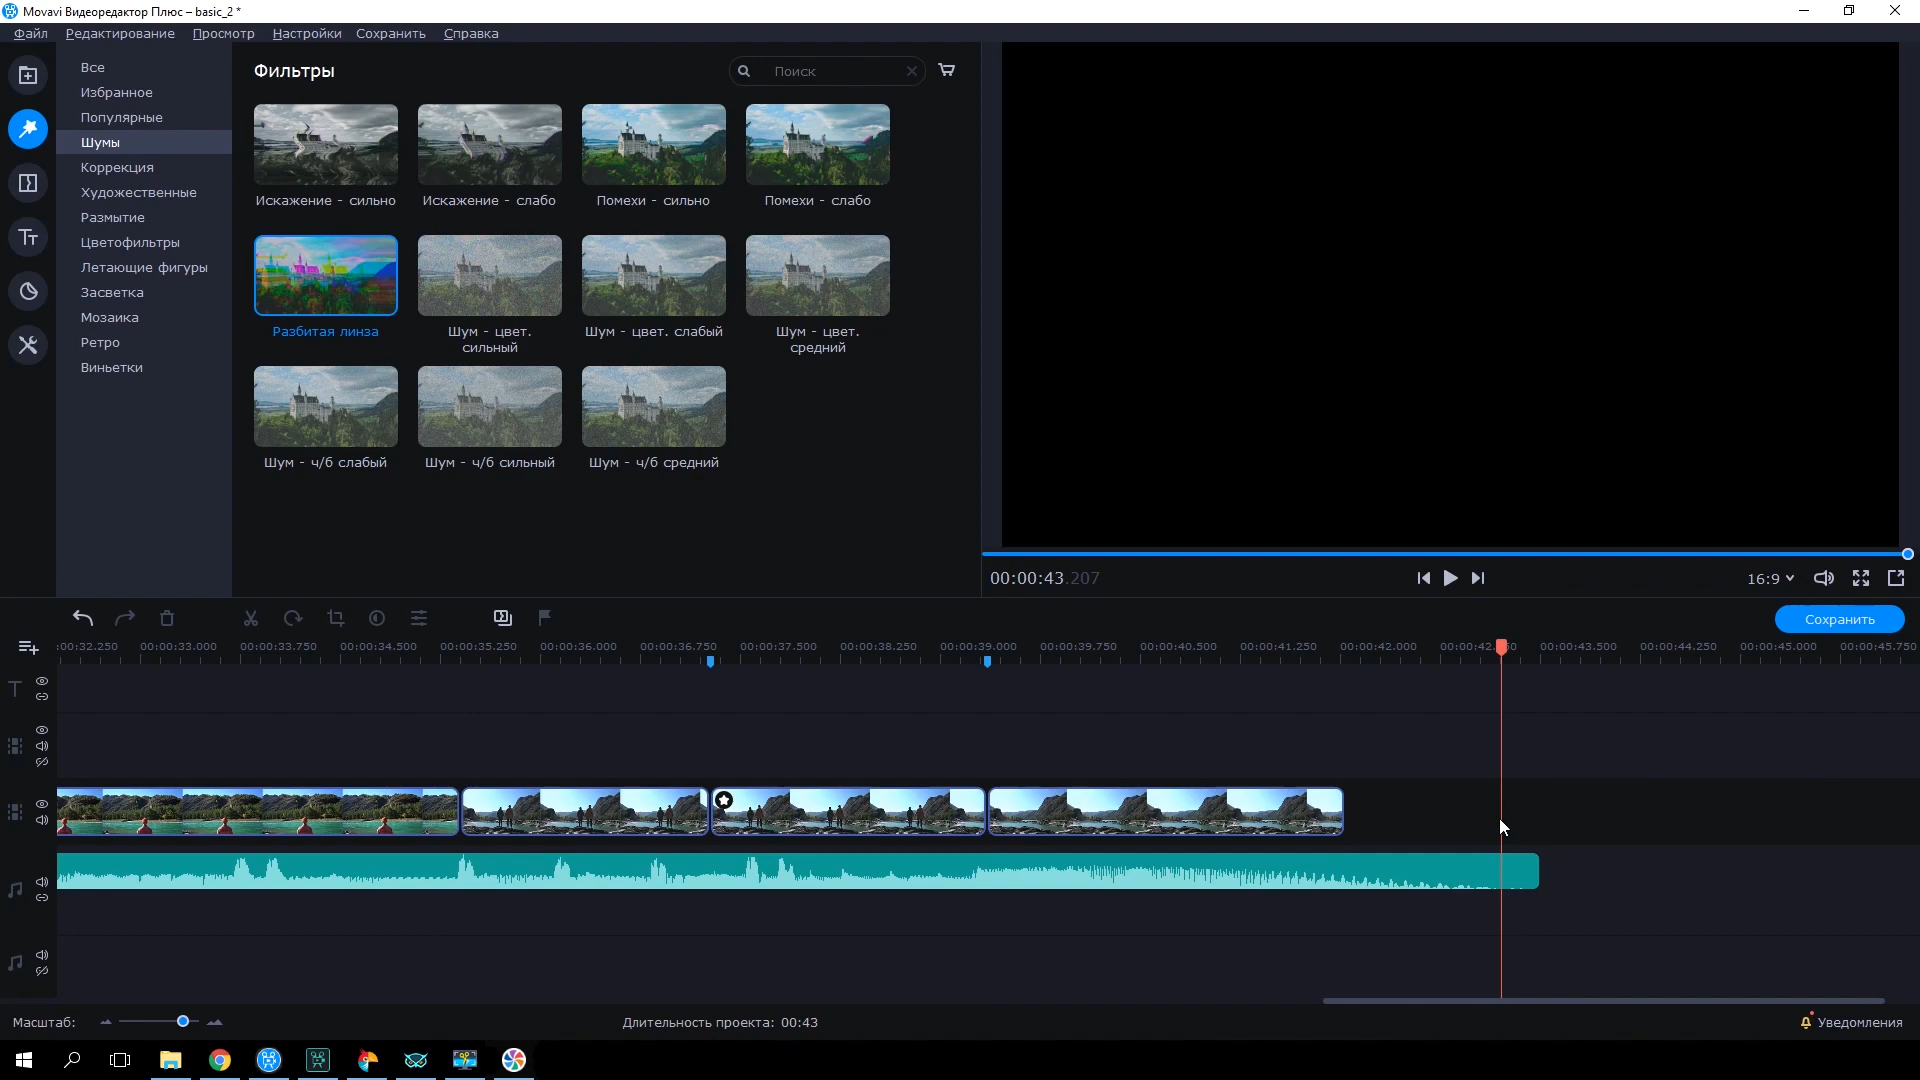 Movavi Видеоредактор Плюс – basic_2 *
Файл Редактирование Просмотр Настройки Сохранить Справка
Все
Избранное
Популярные
Шумы
Коррекция
Художественные
Размытие
Цветофильтры
Летающие фигуры
Засветка
Мозаика
Ретро
Виньетки
Фильтры
Поиск
Искажение - сильно
Искажение - слабо
Помехи - сильно
Помехи - слабо
Разбитая линза
Шум - цвет.
сильный
Шум - цвет. слабый
Шум - цвет.
средний
Шум - ч/б слабый
Шум - ч/б сильный
Шум - ч/б средний
00:00:43.207
16:9
Сохранить
:00:32.250 00:00:33.000 00:00:33.750 00:00:34.500 00:00:35.250 00:00:36.000 00:00:36.750 00:00:37.500 00:00:38.250 00:00:39.000 00:00:39.750 00:00:40.500 00:00:41.250 00:00:42.000 00:00:43.500 00:00:44.250 00:00:45.000 00:00:45.750
Масштаб:
Длительность проекта: 00:43
Уведомления